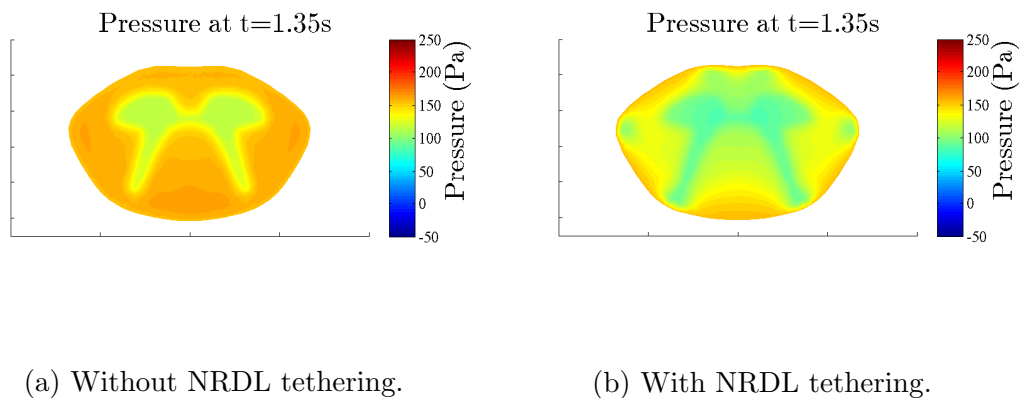 Pressure at t=1.35s
250
200
150
100
50
0
-50
Pressure (Pa)
(a) Without NRDL tethering.
Pressure at t=1.35s
250
200
150
100
50
0
-50
Pressure (Pa)
(b) With NRDL tethering.